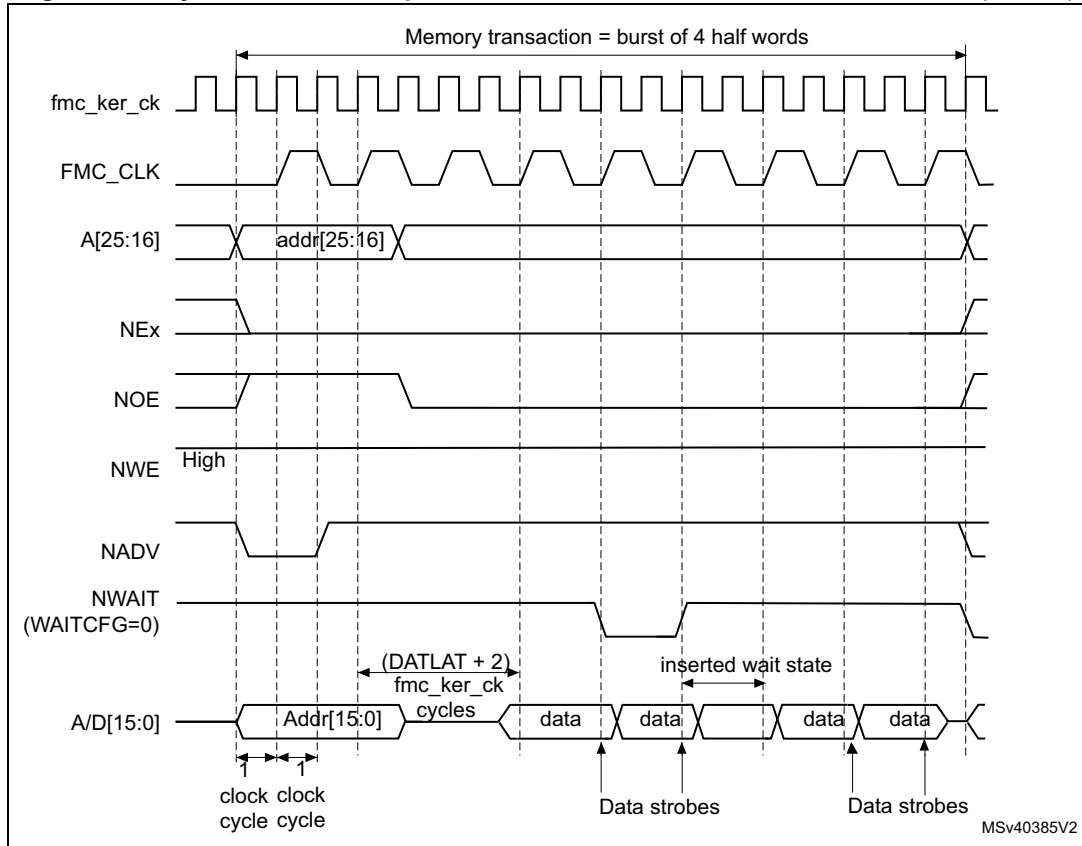 Memory transaction = burst of 4 half words
fmc_ker_ck
FMC_CLK
A[25:16]
addr[25:16]
NEx
NOE
NWE
High
NADV
NWAIT
(WAITCFG=0)
(DATLAT + 2)
fmc_ker_ck
cycles
inserted wait state
A/D[15:0]
Addr[15:0]
data
data
data
data
1
clock
cycle
1
clock
cycle
Data strobes
Data strobes
MSv40385V2